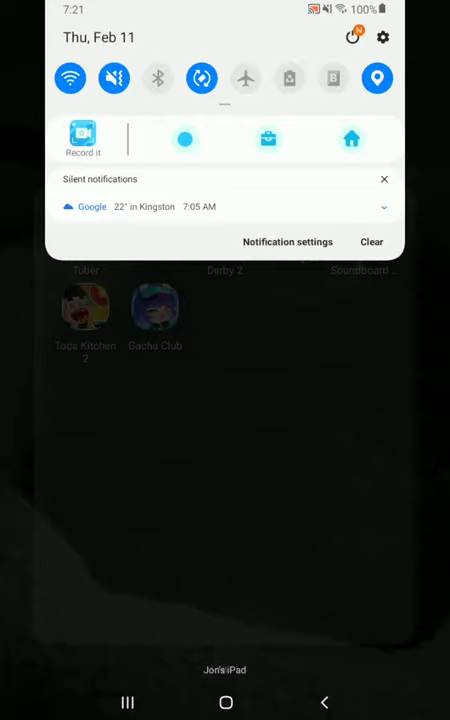 7:21
100%
Thu, Feb 11
N
B
Record it
Silent notifications
Google 22° in Kingston 7:05 AM
Notification settings Clear
Tuber Derby 2 Soundboard ...
Toca Kitchen
2
Gacha Club
Jon's iPad